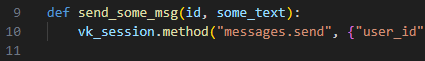 9 def send_some_msg(id, some_text):
10 vk_session.method("messages.send", {"user_id"
11